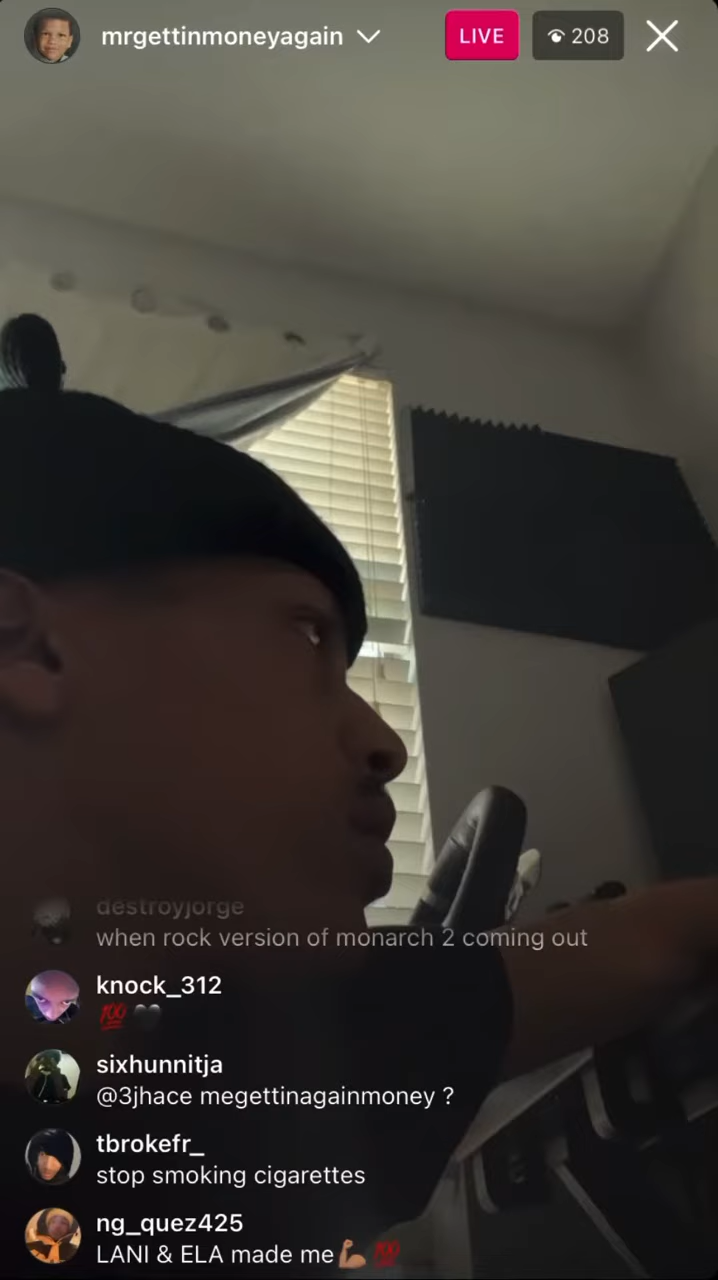 mrgettinmoneyagain
LIVE
208
destroyjorge
when rock version of monarch 2 coming out
knock_312
💯🖤
sixhunnitja
@3jhace megettinagainmoney ?
tbrokefr_
stop smoking cigarettes
ng_quez425
LANI & ELA made me💪🏽💯